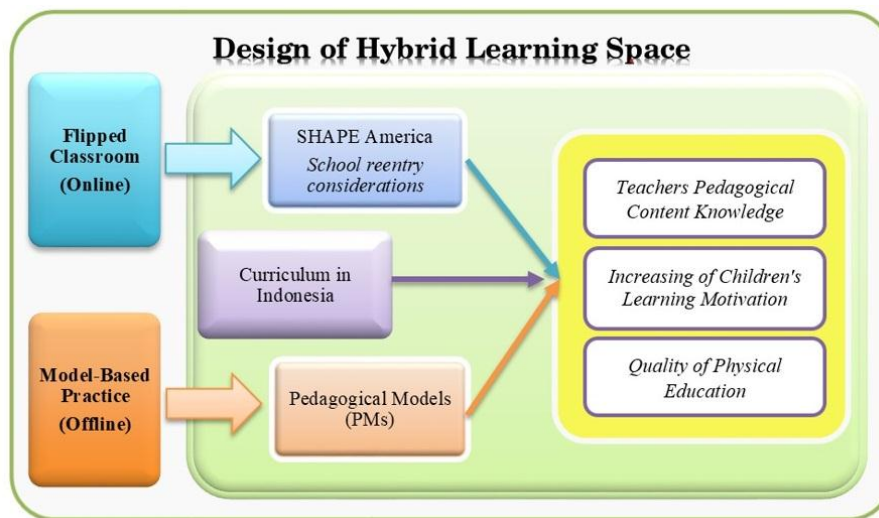 Design of Hybrid Learning Space
Flipped
Classroom
(Online)
SHAPE America
School reentry
considerations
Curriculum in
Indonesia
Model-Based
Practice
(Offline)
Pedagogical Models
(PMs)
Teachers Pedagogical
Content Knowledge
Increasing of Children's
Learning Motivation
Quality of Physical
Education